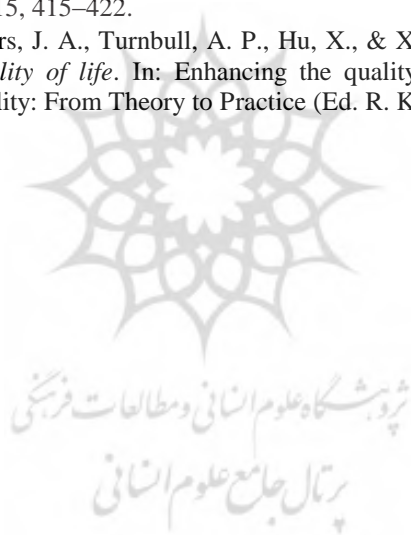 15, 415–422.
rs, J. A., Turnbull, A. P., Hu, X., & X
lity of life. In: Enhancing the quality
lity: From Theory to Practice (Ed. R. K
پژوهشگاه علوم انسانی و مطالعات فرهنگی
پرتال جامع علوم انسانی